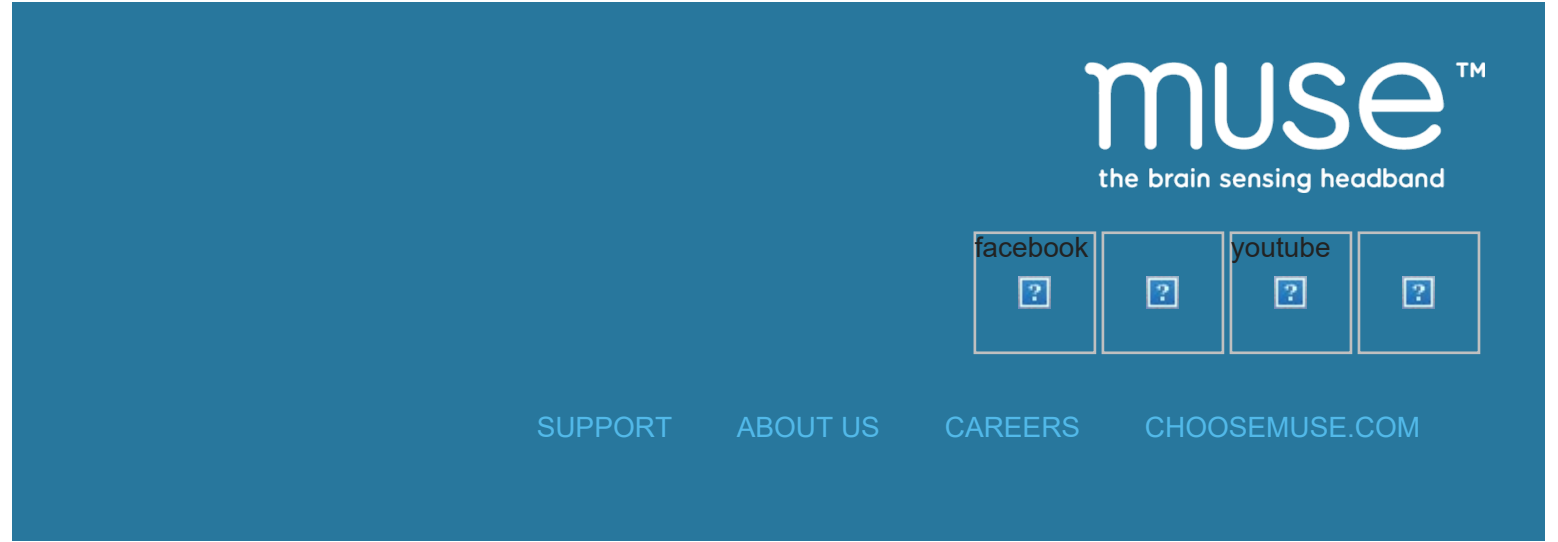 muse™
the brain sensing headband
facebook youtube
SUPPORT ABOUT US CAREERS CHOOSEMUSE.COM